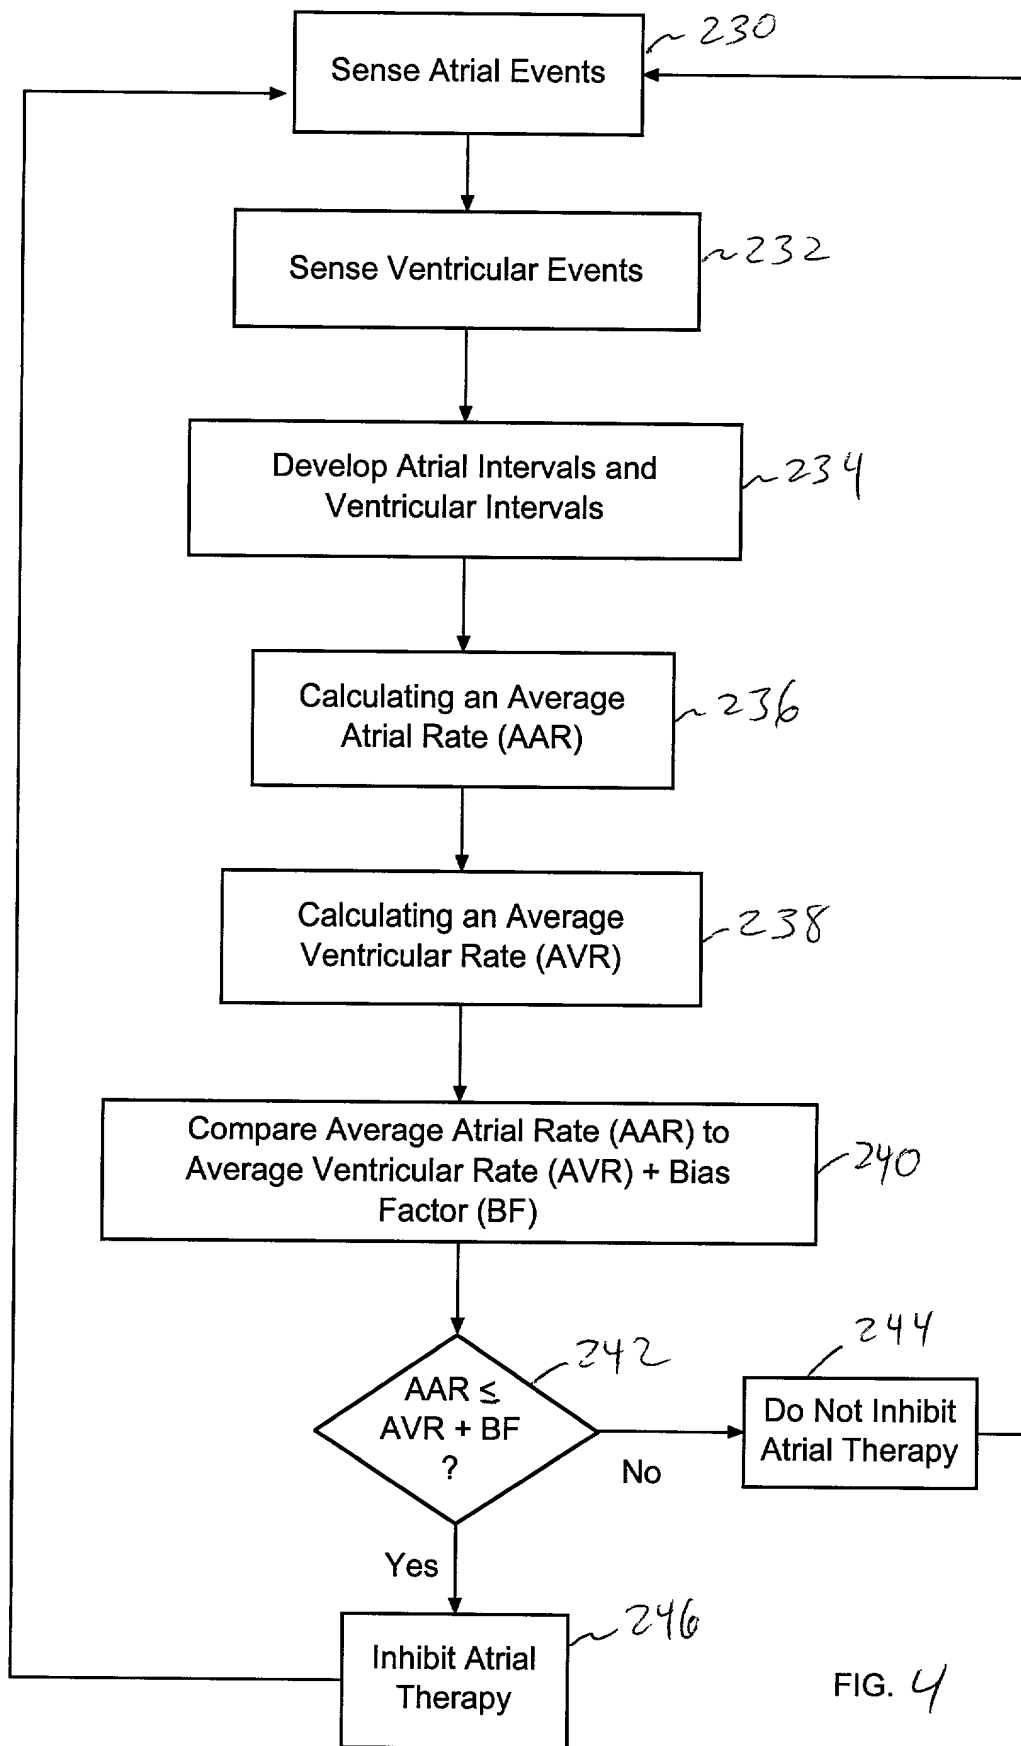 230
Sense Atrial Events
232
Sense Ventricular Events
234
Develop Atrial Intervals and
Ventricular Intervals
236
Calculating an Average
Atrial Rate (AAR)
238
Calculating an Average
Ventricular Rate (AVR)
240
Compare Average Atrial Rate (AAR) to
Average Ventricular Rate (AVR) + Bias
Factor (BF)
242
AAR ≤
AVR + BF
?
No
244
Do Not Inhibit
Atrial Therapy
Yes
246
Inhibit Atrial
Therapy
FIG. 4